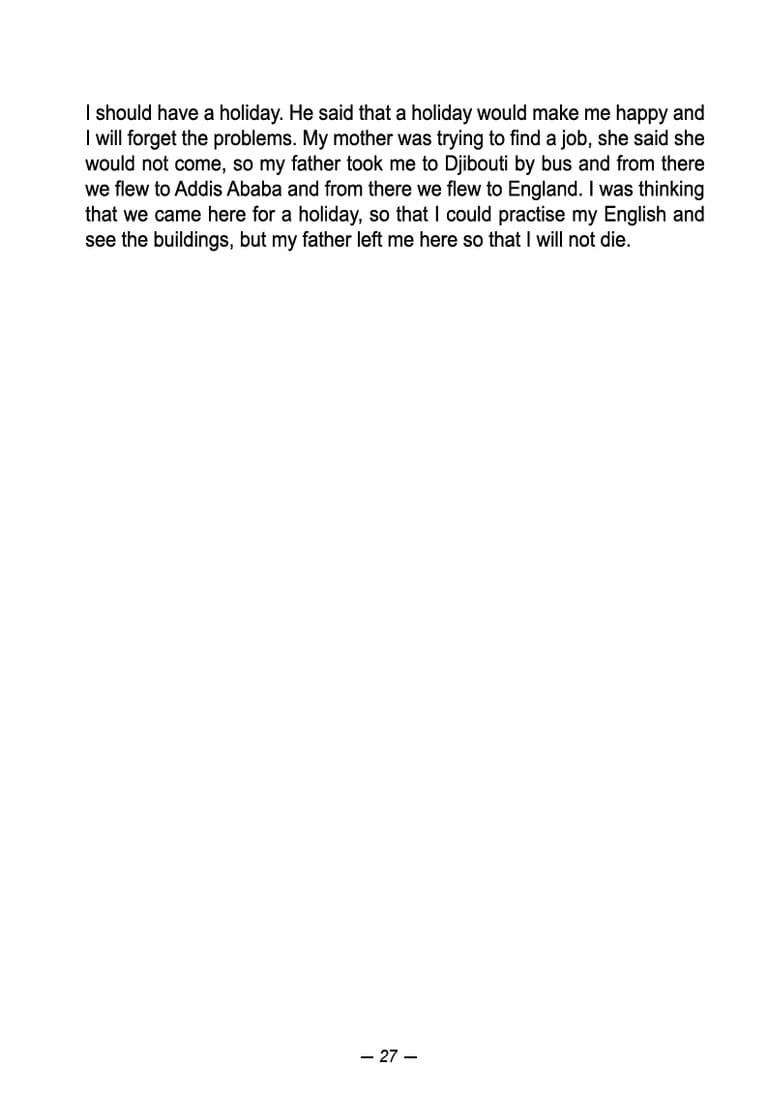 I should have a holiday. He said that a holiday would make me happy and
I will forget the problems. My mother was trying to find a job, she said she
would not come, so my father took me to Djibouti by bus and from there
we flew to Addis Ababa and from there we flew to England. I was thinking
that we came here for a holiday, so that I could practise my English and
see the buildings, but my father left me here so that I will not die.
— 27 —